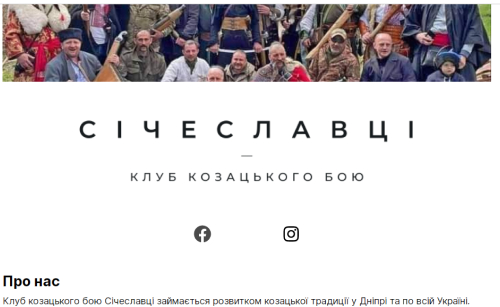 СІЧЕСЛАВЦІ
КЛУБ КОЗАЦЬКОГО БОЮ
Про нас
Клуб козацького бою Січеславці займається розвитком козацької традиції у Дніпрі та по всій Україні.